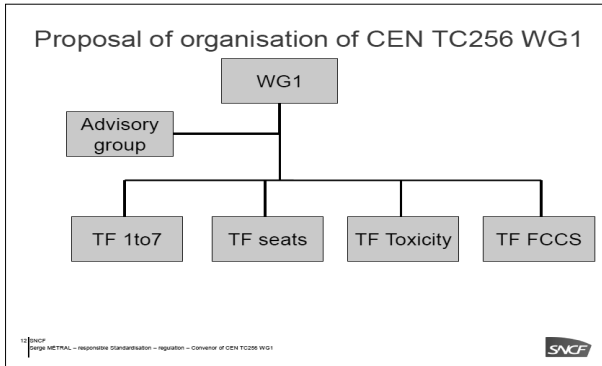 Proposal of organisation of CEN TC256 WG1
WG1
Advisory
group
TF 1to7
TF seats
TF Toxicity
TF FCCS
12 SNCF
Serge METRAL – responsible Standardisation – regulation – Convenor of CEN TC256 WG1
SNCF